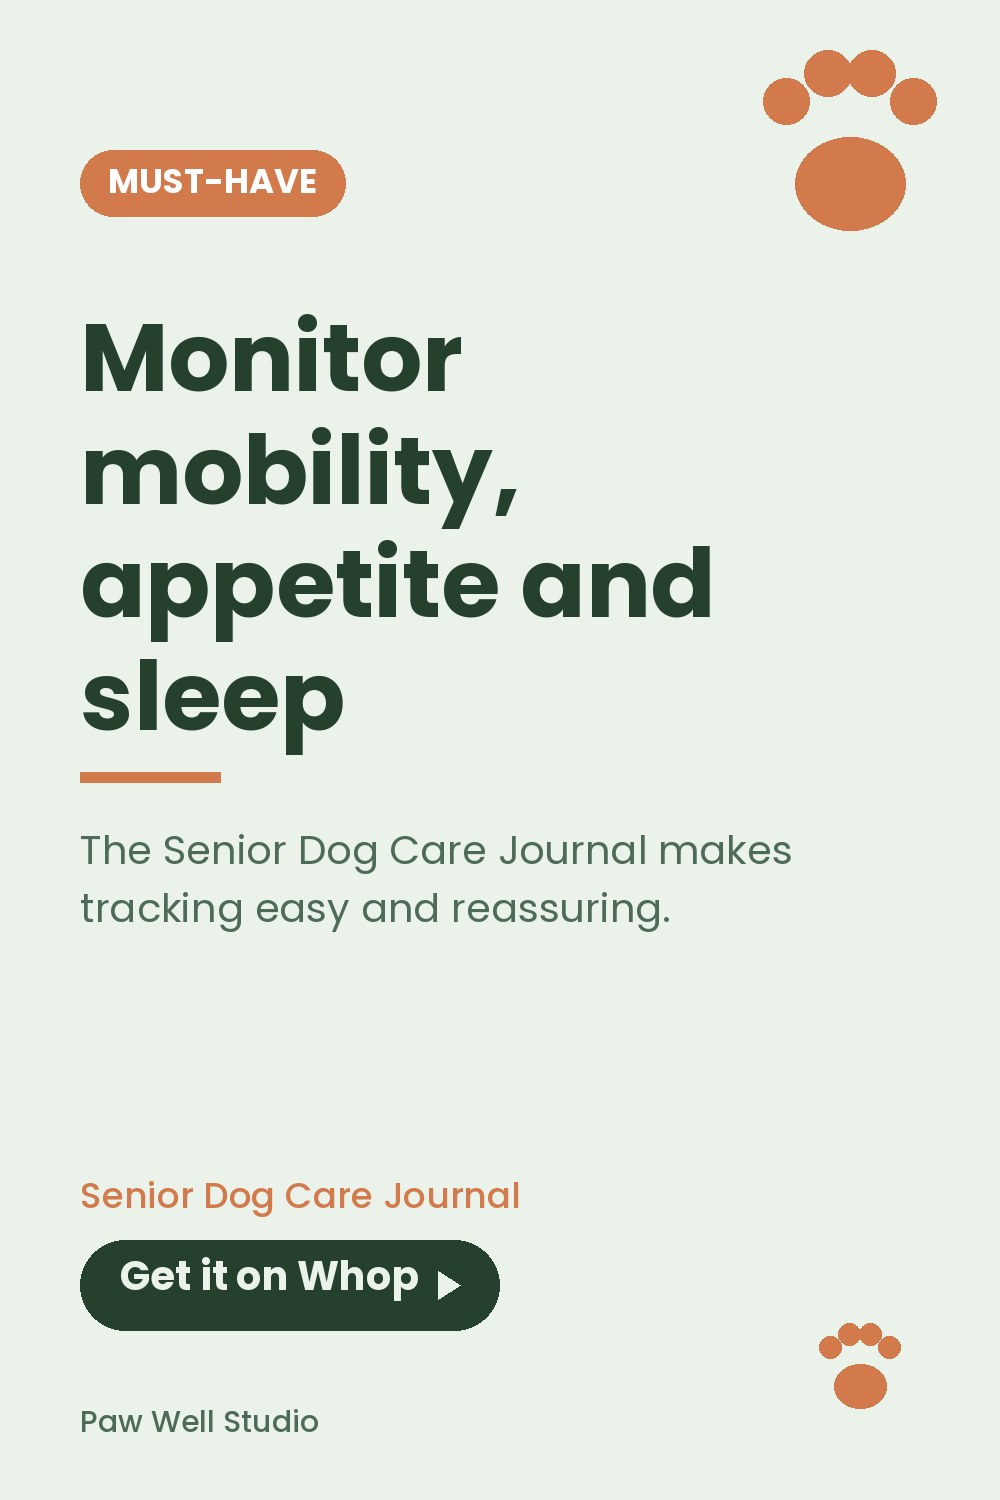 MUST-HAVE
Monitor
mobility,
appetite and
sleep
The Senior Dog Care Journal makes
tracking easy and reassuring.
Senior Dog Care Journal
Get it on Whop
Paw Well Studio